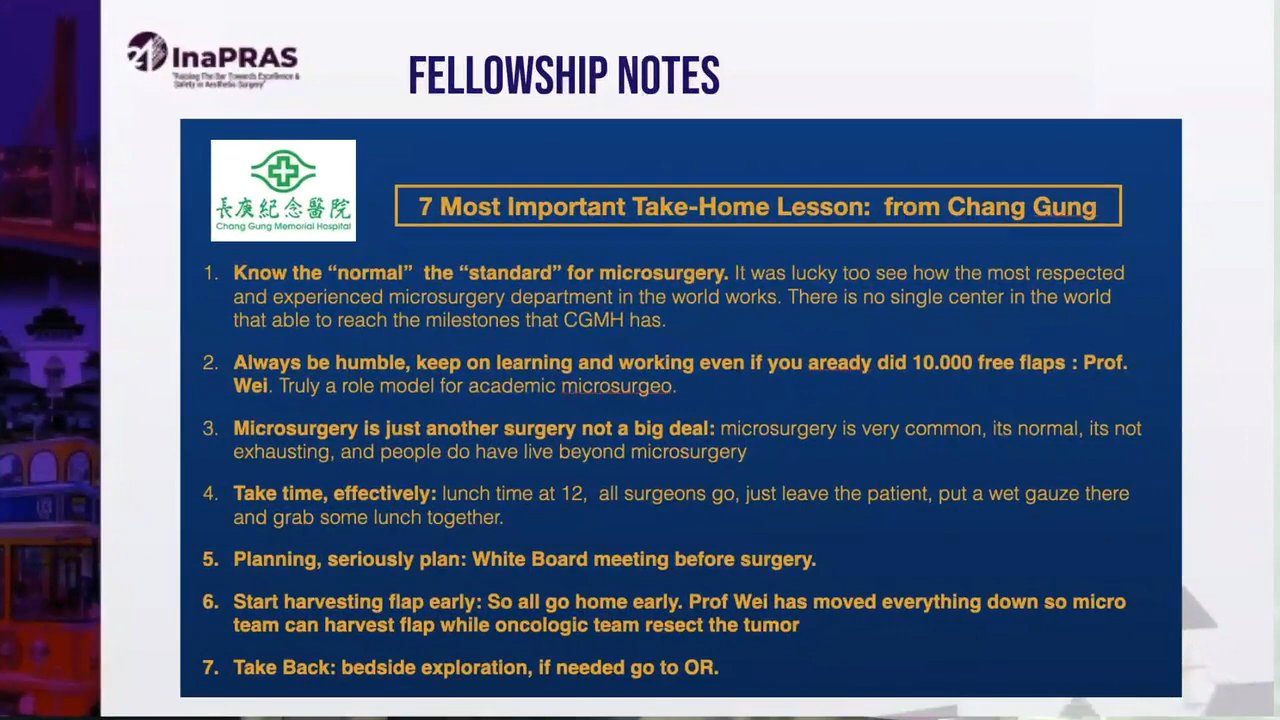 InaPRAS
"Raising The Bar Towards Excellence &
Safety in Aesthetic Surgery"
FELLOWSHIP NOTES
長庚紀念醫院
Chang Gung Memorial Hospital
7 Most Important Take-Home Lesson:  from Chang Gung
1. Know the “normal”  the “standard” for microsurgery. It was lucky too see how the most respected
and experienced microsurgery department in the world works. There is no single center in the world
that able to reach the milestones that CGMH has.
2. Always be humble, keep on learning and working even if you aready did 10.000 free flaps : Prof.
Wei. Truly a role model for academic microsurgeo.
3. Microsurgery is just another surgery not a big deal: microsurgery is very common, its normal, its not
exhausting, and people do have live beyond microsurgery
4. Take time, effectively: lunch time at 12,  all surgeons go, just leave the patient, put a wet gauze there
and grab some lunch together.
5. Planning, seriously plan: White Board meeting before surgery.
6. Start harvesting flap early: So all go home early. Prof Wei has moved everything down so micro
team can harvest flap while oncologic team resect the tumor
7. Take Back: bedside exploration, if needed go to OR.